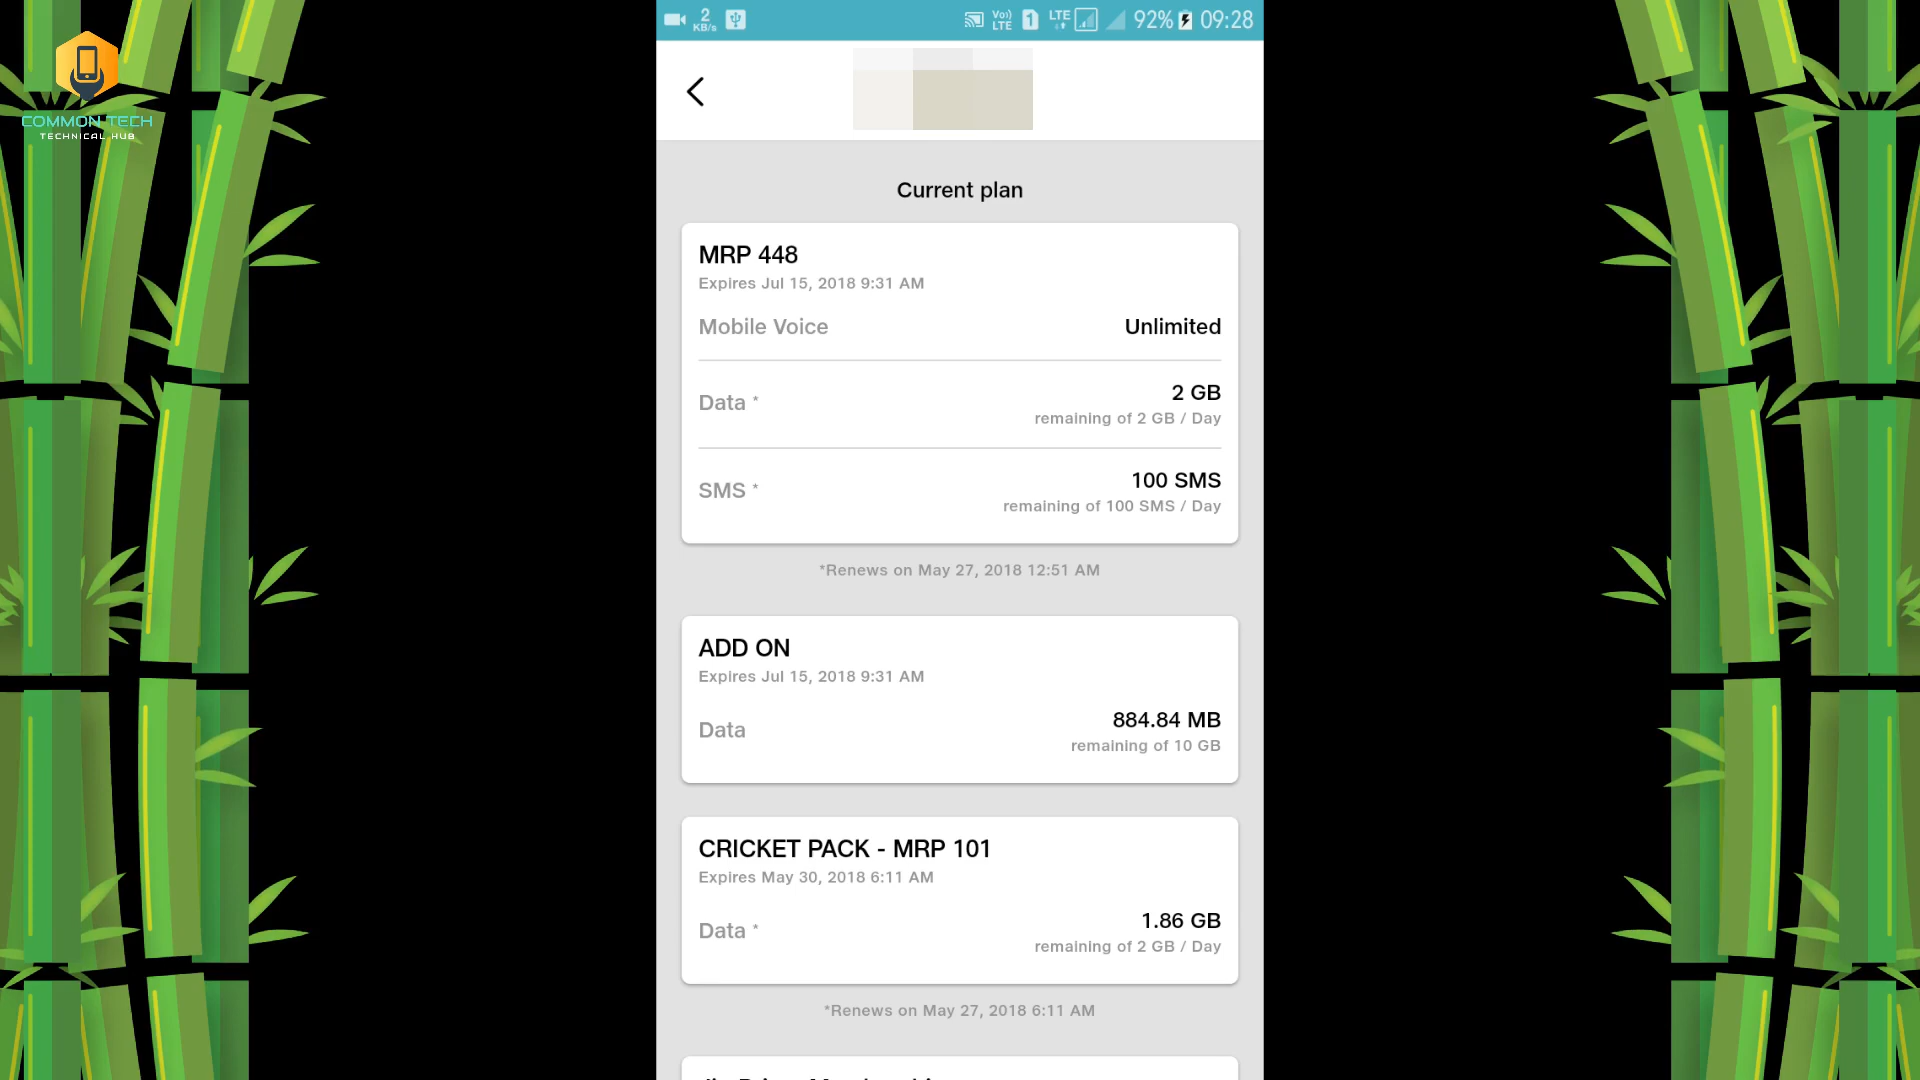 2
KB/s
Vo))
LTE
1
LTE
92%
09:28
COMMON TECH
TECHNICAL HUB
Current plan
MRP 448
Expires Jul 15, 2018 9:31 AM
Mobile Voice
Unlimited
Data *
2 GB
remaining of 2 GB / Day
SMS *
100 SMS
remaining of 100 SMS / Day
*Renews on May 27, 2018 12:51 AM
ADD ON
Expires Jul 15, 2018 9:31 AM
Data
884.84 MB
remaining of 10 GB
CRICKET PACK - MRP 101
Expires May 30, 2018 6:11 AM
Data *
1.86 GB
remaining of 2 GB / Day
*Renews on May 27, 2018 6:11 AM